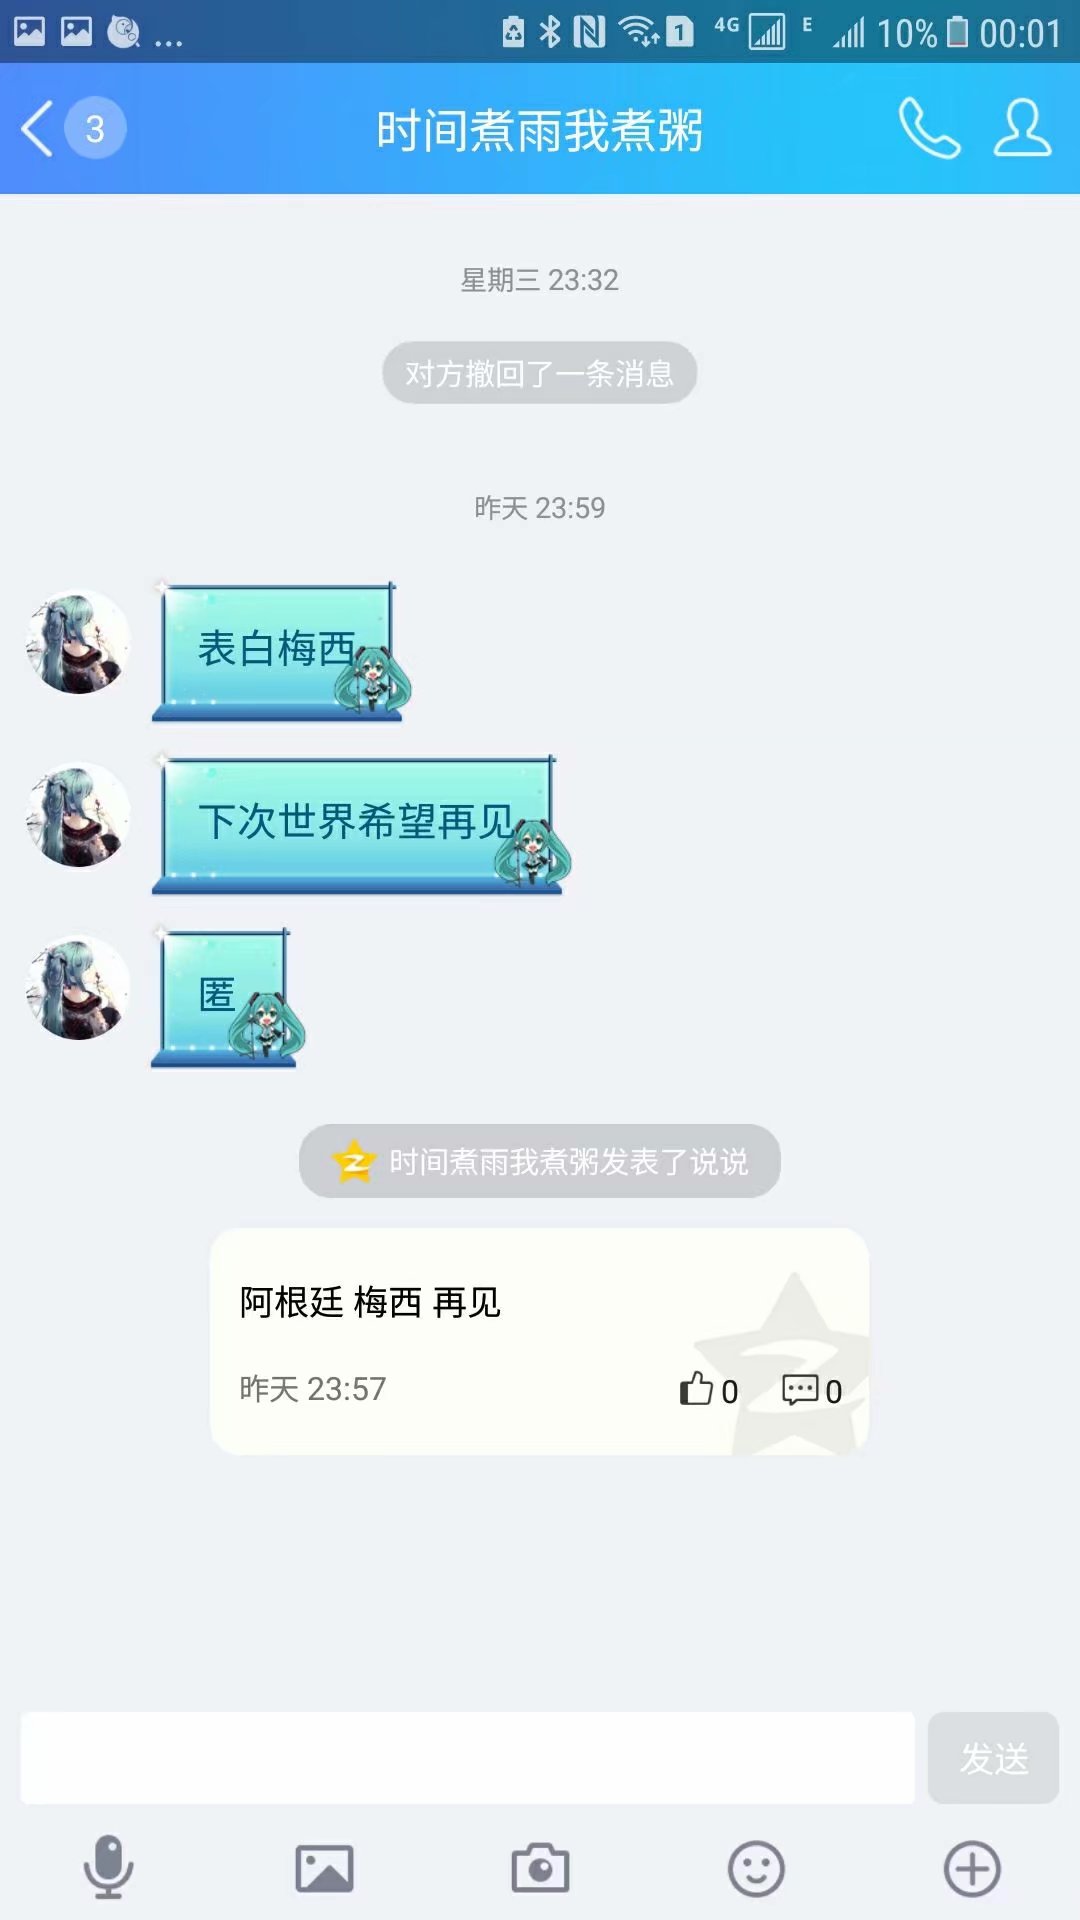 ... 1 4G E 10% 00:01
3 时间煮雨我煮粥
星期三 23:32
对方撤回了一条消息
昨天 23:59
表白梅西
下次世界希望再见
匿
时间煮雨我煮粥发表了说说
阿根廷 梅西 再见
昨天 23:57 0 0
发送